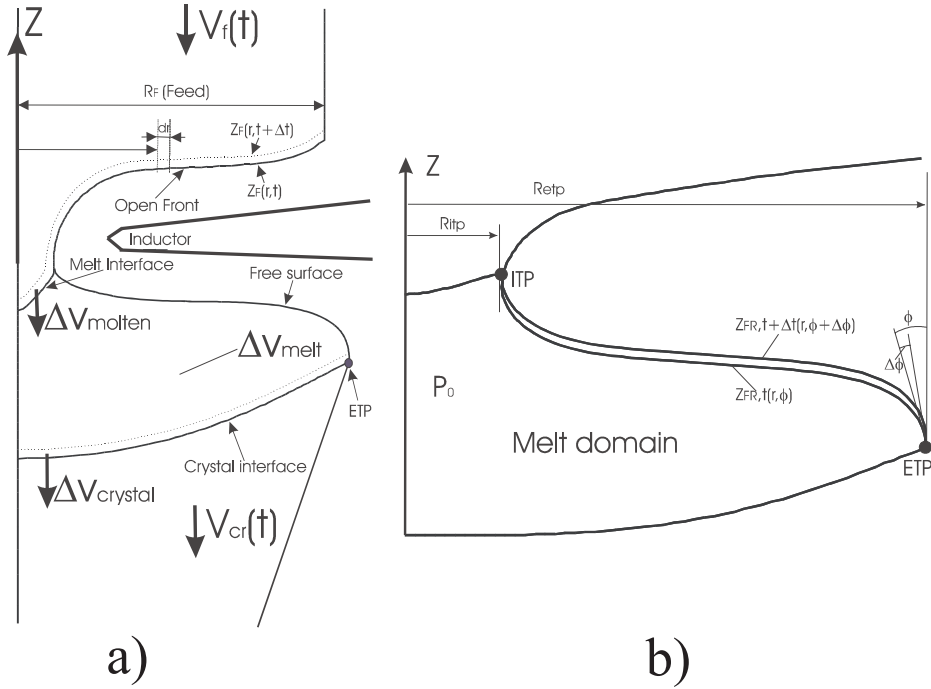 Z
Vf(t)
RF (Feed)
dr
ZF(r,t + Δt)
ZF(r,t)
Open Front
Inductor
Melt Interface
Free surface
ΔVmolten
ΔVmelt
ETP
Crystal interface
ΔVcrystal
Vcr(t)
a)
Z
Retp
Ritp
ITP
ZFR,t + Δt(r,ϕ + Δϕ)
ϕ
Δϕ
P0
ZFR,t(r,ϕ)
Melt domain
ETP
b)